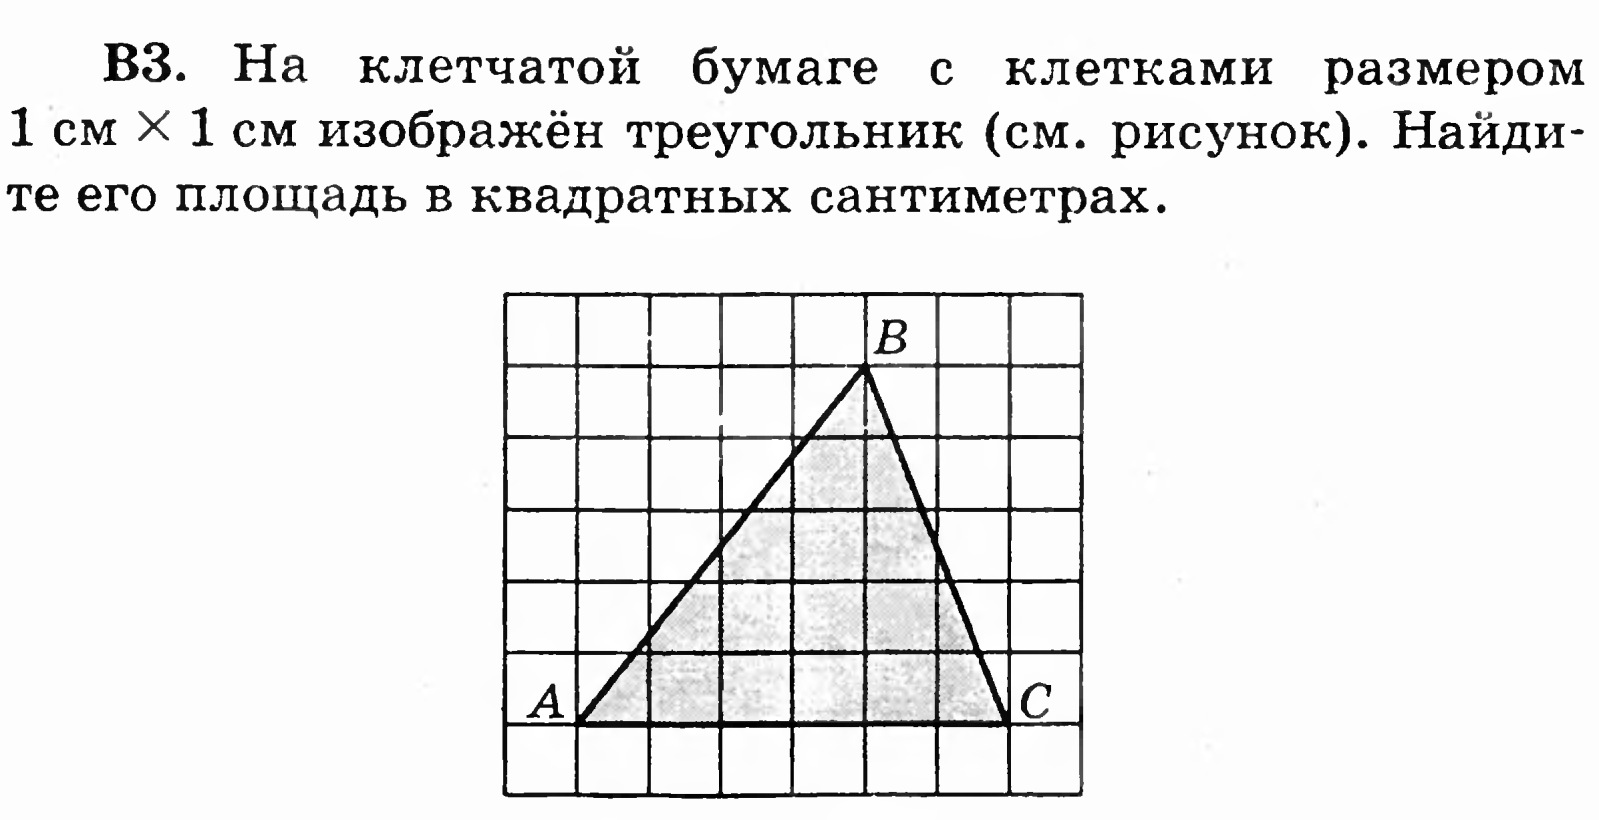 В3. На клетчатой бумаге с клетками размером
1 см × 1 см изображён треугольник (см. рисунок). Найди-
те его площадь в квадратных сантиметрах.
B
A
C